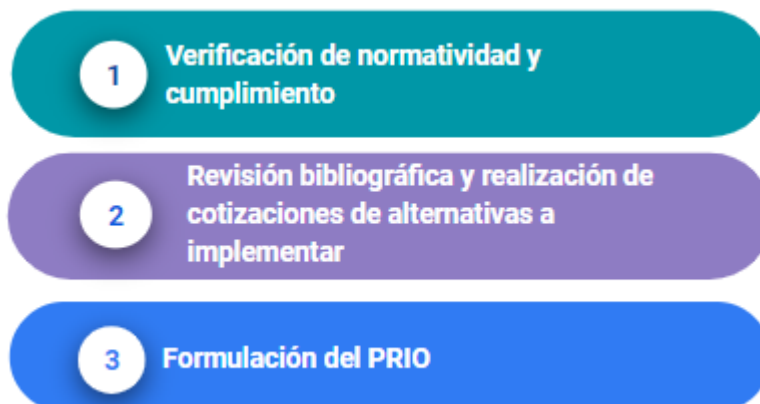 1
Verificación de normatividad y
cumplimiento
2
Revisión bibliográfica y realización de
cotizaciones de alternativas a
implementar
3
Formulación del PRIO